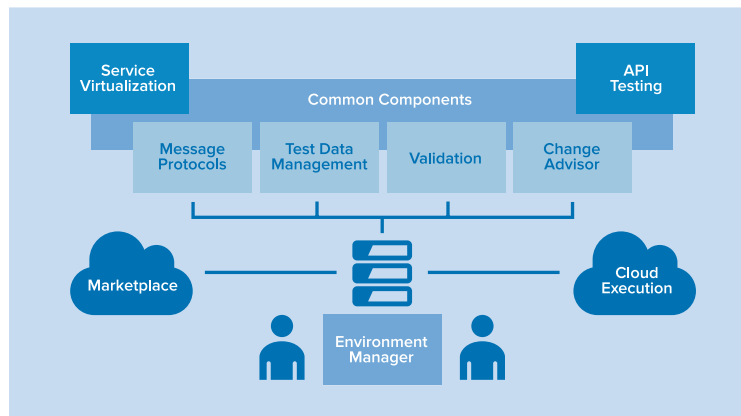 Service
Virtualization
API
Testing
Common Components
Message
Protocols
Test Data
Management
Validation
Change
Advisor
Marketplace
Cloud
Execution
Environment
Manager